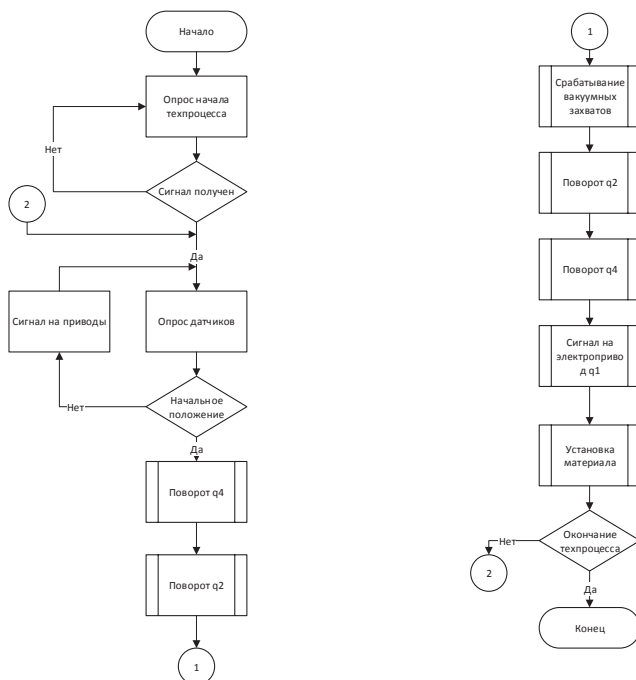 Начало
Опрос начала
техпроцесса
Нет
Сигнал получен
2
Да
Сигнал на приводы
Опрос датчиков
Нет
Начальное
положение
Да
Поворот q4
Поворот q2
1
1
Срабатывание
вакуумных
захватов
Поворот q2
Поворот q4
Сигнал на
электроприво
д q1
Установка
материала
Окончание
техпроцесса
Нет
2
Да
Конец